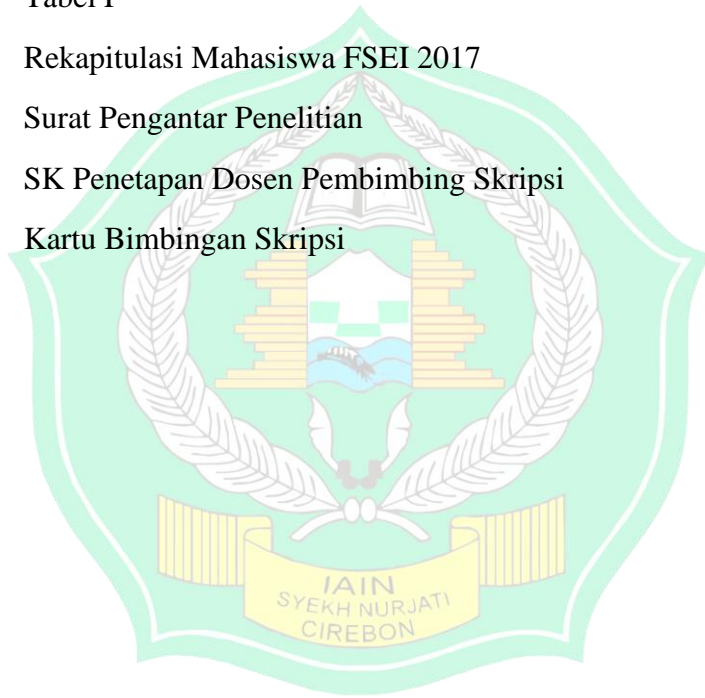 Tabel F
Rekapitulasi Mahasiswa FSEI 2017
Surat Pengantar Penelitian
SK Penetapan Dosen Pembimbing Skripsi
Kartu Bimbingan Skripsi
IAIN
SYEKH NURJATI
CIREBON